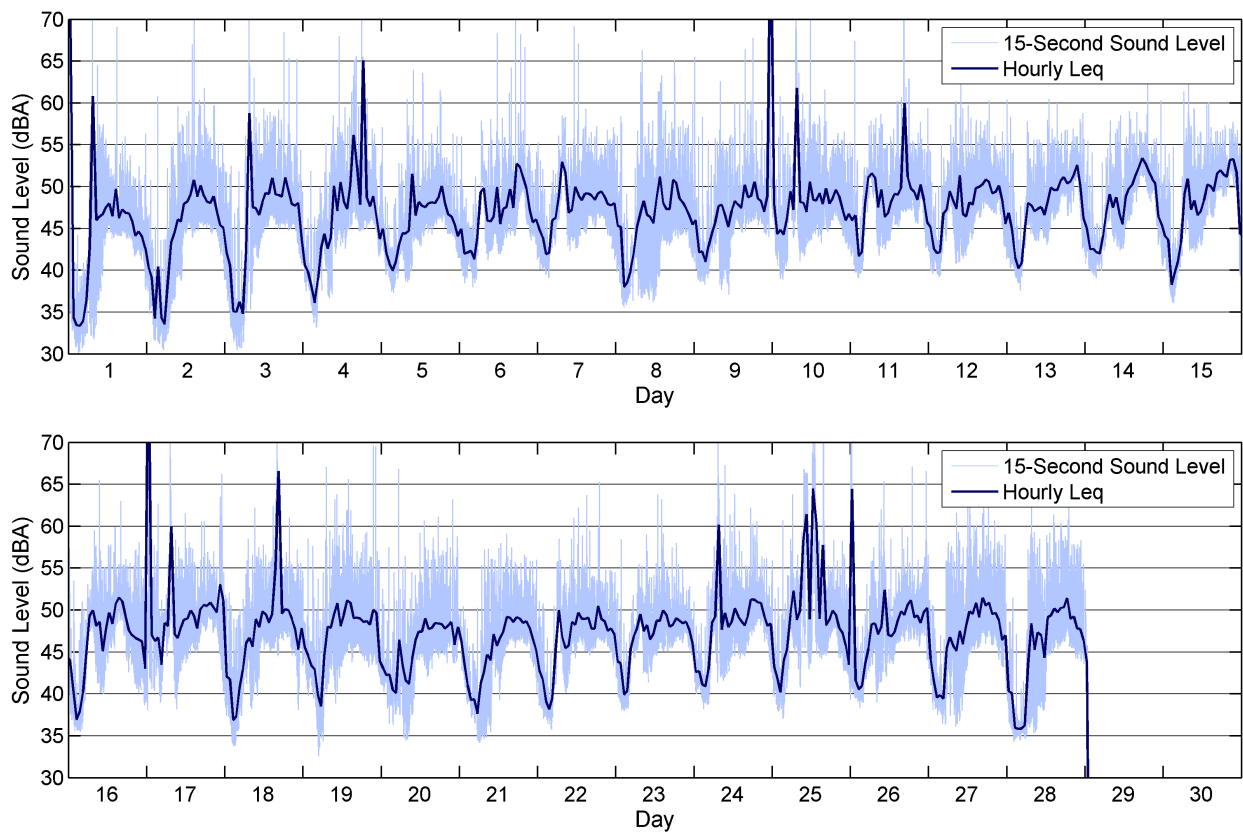 70
65
60
55
50
45
40
35
30
Sound Level (dBA)
15-Second Sound Level
Hourly Leq
1 2 3 4 5 6 7 8 9 10 11 12 13 14 15
Day
70
65
60
55
50
45
40
35
30
Sound Level (dBA)
15-Second Sound Level
Hourly Leq
16 17 18 19 20 21 22 23 24 25 26 27 28 29 30
Day